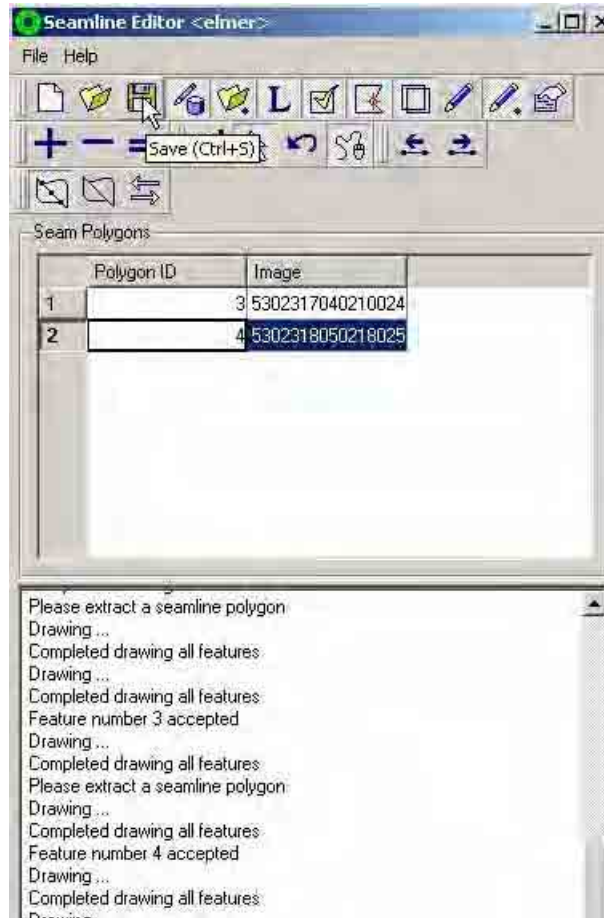 Seamline Editor <elmer>
File Help
L
Save (Ctrl+S)
Seam Polygons
Polygon ID Image
1 3 5302317040210024
2 4 5302318050218025
Please extract a seamline polygon
Drawing ...
Completed drawing all features
Drawing ...
Completed drawing all features
Feature number 3 accepted
Drawing ...
Completed drawing all features
Please extract a seamline polygon
Drawing ...
Completed drawing all features
Feature number 4 accepted
Drawing ...
Completed drawing all features